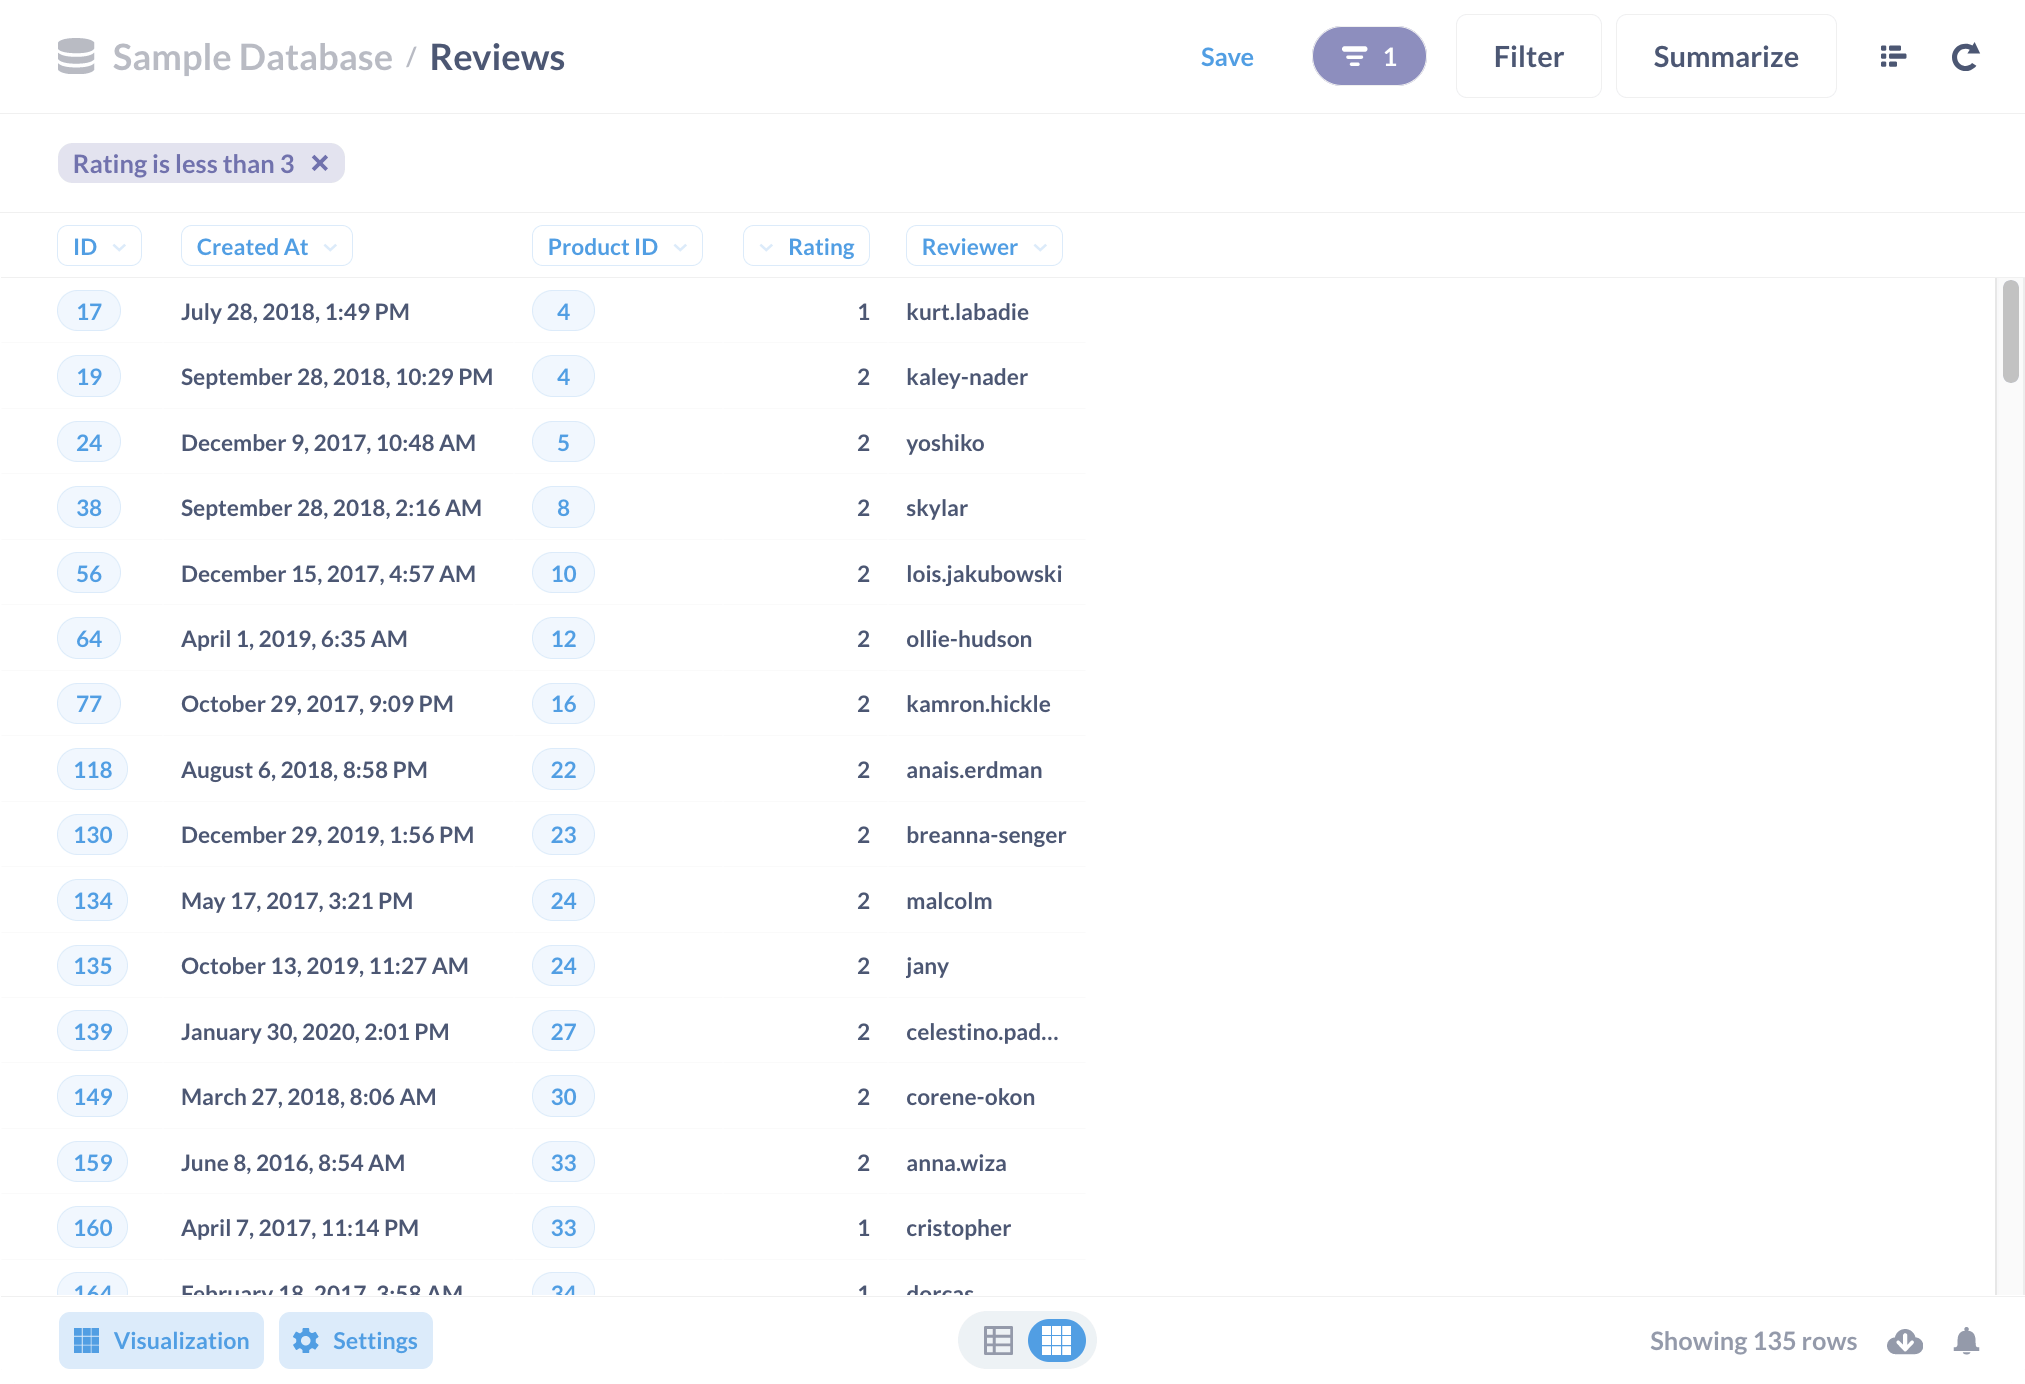 Sample Database / Reviews Save 1 Filter Summarize
Rating is less than 3
ID Created At Product ID Rating Reviewer
17 July 28, 2018, 1:49 PM 4 1 kurt.labadie
19 September 28, 2018, 10:29 PM 4 2 kaley-nader
24 December 9, 2017, 10:48 AM 5 2 yoshiko
38 September 28, 2018, 2:16 AM 8 2 skylar
56 December 15, 2017, 4:57 AM 10 2 lois.jakubowski
64 April 1, 2019, 6:35 AM 12 2 ollie-hudson
77 October 29, 2017, 9:09 PM 16 2 kamron.hickle
118 August 6, 2018, 8:58 PM 22 2 anais.erdman
130 December 29, 2019, 1:56 PM 23 2 breanna-senger
134 May 17, 2017, 3:21 PM 24 2 malcolm
135 October 13, 2019, 11:27 AM 24 2 jany
139 January 30, 2020, 2:01 PM 27 2 celestino.pad...
149 March 27, 2018, 8:06 AM 30 2 corene-okon
159 June 8, 2016, 8:54 AM 33 2 anna.wiza
160 April 7, 2017, 11:14 PM 33 1 cristopher
164 February 18, 2017, 3:58 AM 34 1 dorcas
Visualization Settings Showing 135 rows